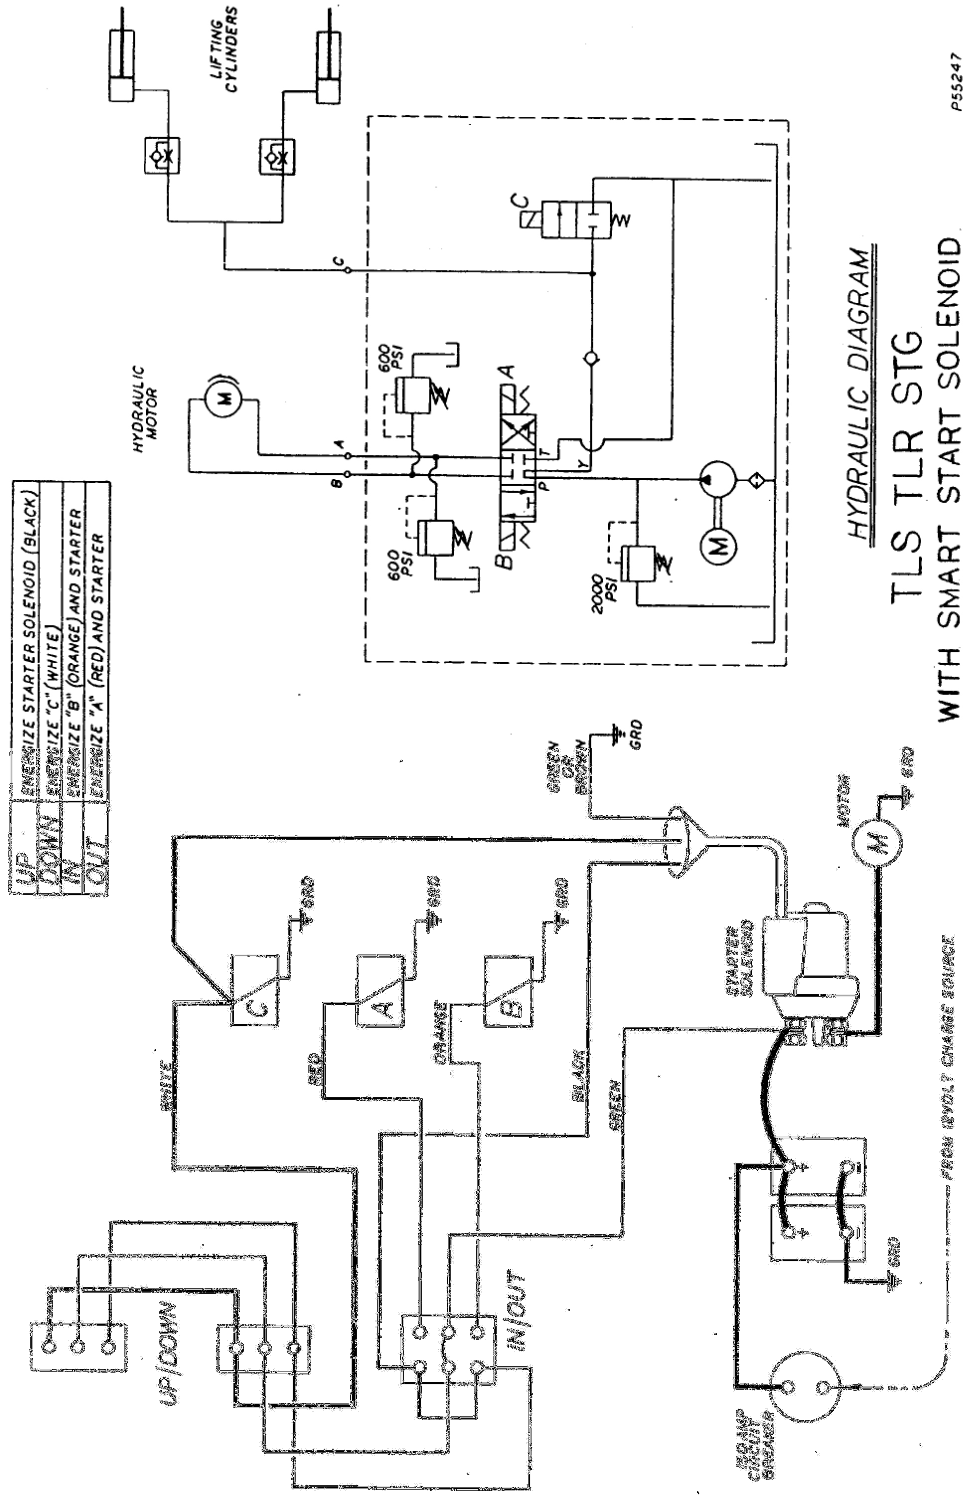 UP ENERGIZE STARTER SOLENOID (BLACK)
DOWN ENERGIZE "C" (WHITE)
IN ENERGIZE "B" (ORANGE) AND STARTER
OUT ENERGIZE "A" (RED) AND STARTER
UP/DOWN
IN/OUT
WHITE
RED
ORANGE
BLACK
GREEN
C
GRD
A
GRD
B
GRD
GREEN
OR
BROWN
GRD
STARTER
SOLENOID
MOTOR
M
GRD
+
-
+
-
GRD
150 AMP
CIRCUIT
BREAKER
FROM 12VOLT CHARGE SOURCE
HYDRAULIC
MOTOR
M
LIFTING
CYLINDERS
B
A
C
600
PSI
600
PSI
B
A
C
P
T
Y
2000
PSI
M
HYDRAULIC DIAGRAM
TLS TLR STG
WITH SMART START SOLENOID
P55247